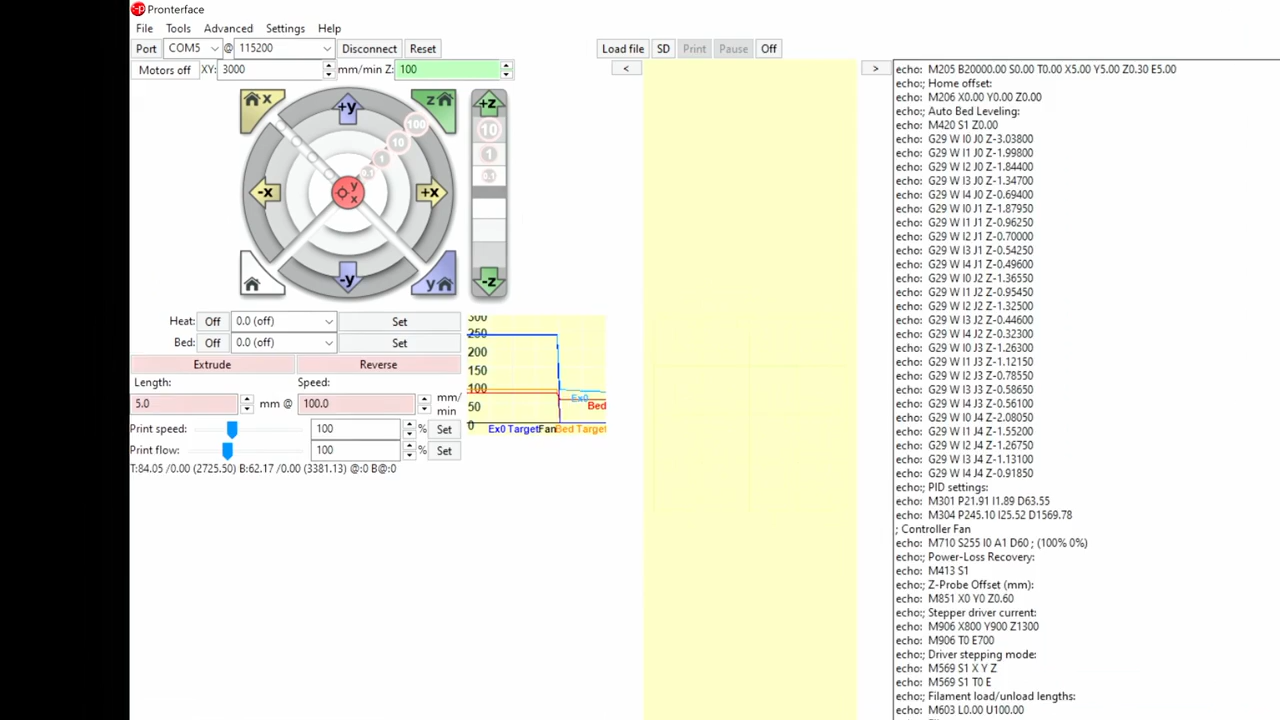 Pronterface
File Tools Advanced Settings Help
Port COM5 @ 115200 Disconnect Reset Load file SD Print Pause Off
Motors off XY: 3000 mm/min Z: 100 < >
x +y z +z
100
10
1
0.1
10
1
0.1
-x y x +x
-y y -z
Heat: Off 0.0 (off) Set
Bed: Off 0.0 (off) Set
Extrude Reverse
Length: Speed:
5.0 mm @ 100.0 mm/min
Print speed: 100 % Set
Print flow: 100 % Set
T:84.05 /0.00 (2725.50) B:62.17 /0.00 (3381.13) @:0 B@:0
300
250
200
150
100
50
0
Ex0
Bed
Ex0 Target Fan Bed Target
echo: M205 B20000.00 S0.00 T0.00 X5.00 Y5.00 Z0.30 E5.00
echo:; Home offset:
echo: M206 X0.00 Y0.00 Z0.00
echo:; Auto Bed Leveling:
echo: M420 S1 Z0.00
echo: G29 W I0 J0 Z-3.03800
echo: G29 W I1 J0 Z-1.99800
echo: G29 W I2 J0 Z-1.84400
echo: G29 W I3 J0 Z-1.34700
echo: G29 W I4 J0 Z-0.69400
echo: G29 W I0 J1 Z-1.87950
echo: G29 W I1 J1 Z-0.96250
echo: G29 W I2 J1 Z-0.70000
echo: G29 W I3 J1 Z-0.54250
echo: G29 W I4 J1 Z-0.49600
echo: G29 W I0 J2 Z-1.36550
echo: G29 W I1 J2 Z-0.95450
echo: G29 W I2 J2 Z-1.32500
echo: G29 W I3 J2 Z-0.44600
echo: G29 W I4 J2 Z-0.32300
echo: G29 W I0 J3 Z-1.26300
echo: G29 W I1 J3 Z-1.12150
echo: G29 W I2 J3 Z-0.78550
echo: G29 W I3 J3 Z-0.58650
echo: G29 W I4 J3 Z-0.56100
echo: G29 W I0 J4 Z-2.08050
echo: G29 W I1 J4 Z-1.55200
echo: G29 W I2 J4 Z-1.26750
echo: G29 W I3 J4 Z-1.13100
echo: G29 W I4 J4 Z-0.91850
echo:; PID settings:
echo: M301 P21.91 I1.89 D63.55
echo: M304 P245.10 I25.52 D1569.78
; Controller Fan
echo: M710 S255 I0 A1 D60 ; (100% 0%)
echo:; Power-Loss Recovery:
echo: M413 S1
echo:; Z-Probe Offset (mm):
echo: M851 X0 Y0 Z0.60
echo:; Stepper driver current:
echo: M906 X800 Y900 Z1300
echo: M906 T0 E700
echo:; Driver stepping mode:
echo: M569 S1 X Y Z
echo: M569 S1 T0 E
echo:; Filament load/unload lengths:
echo: M603 L0.00 U100.00